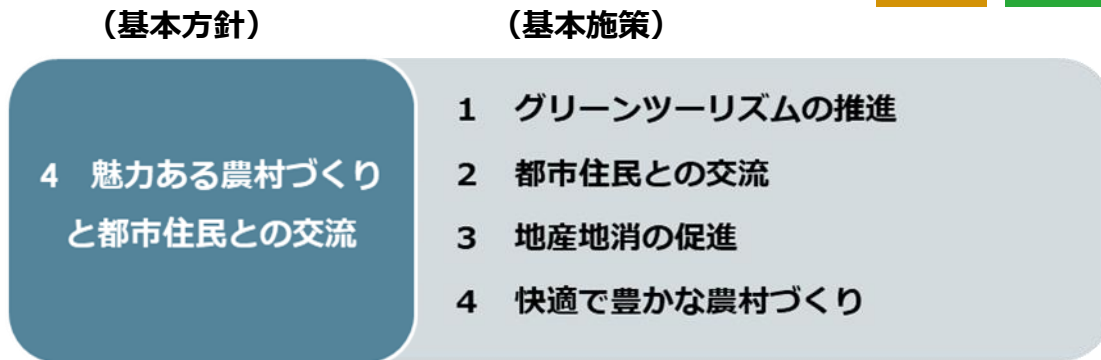 （基本方針）　（基本施策）
4　魅力ある農村づくり
と都市住民との交流
1　グリーンツーリズムの推進
2　都市住民との交流
3　地産地消の促進
4　快適で豊かな農村づくり